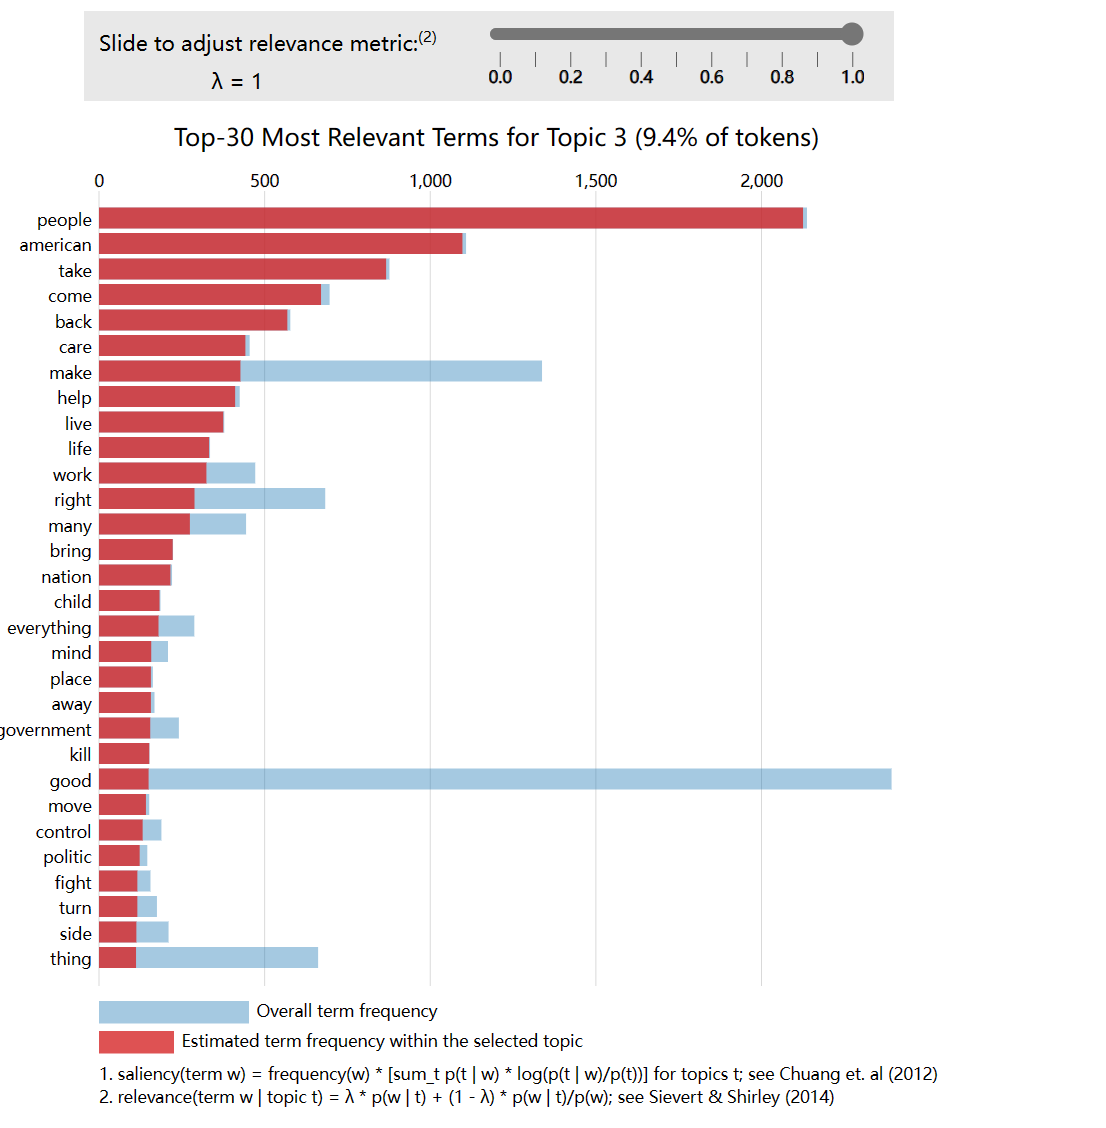 Slide to adjust relevance metric:(2)
λ = 1
0.0 0.2 0.4 0.6 0.8 1.0
Top-30 Most Relevant Terms for Topic 3 (9.4% of tokens)
0 500 1,000 1,500 2,000
people
american
take
come
back
care
make
help
live
life
work
right
many
bring
nation
child
everything
mind
place
away
government
kill
good
move
control
politic
fight
turn
side
thing
Overall term frequency
Estimated term frequency within the selected topic
1. saliency(term w) = frequency(w) * [sum_t p(t | w) * log(p(t | w)/p(t))] for topics t; see Chuang et. al (2012)
2. relevance(term w | topic t) = λ * p(w | t) + (1 - λ) * p(w | t)/p(w); see Sievert & Shirley (2014)